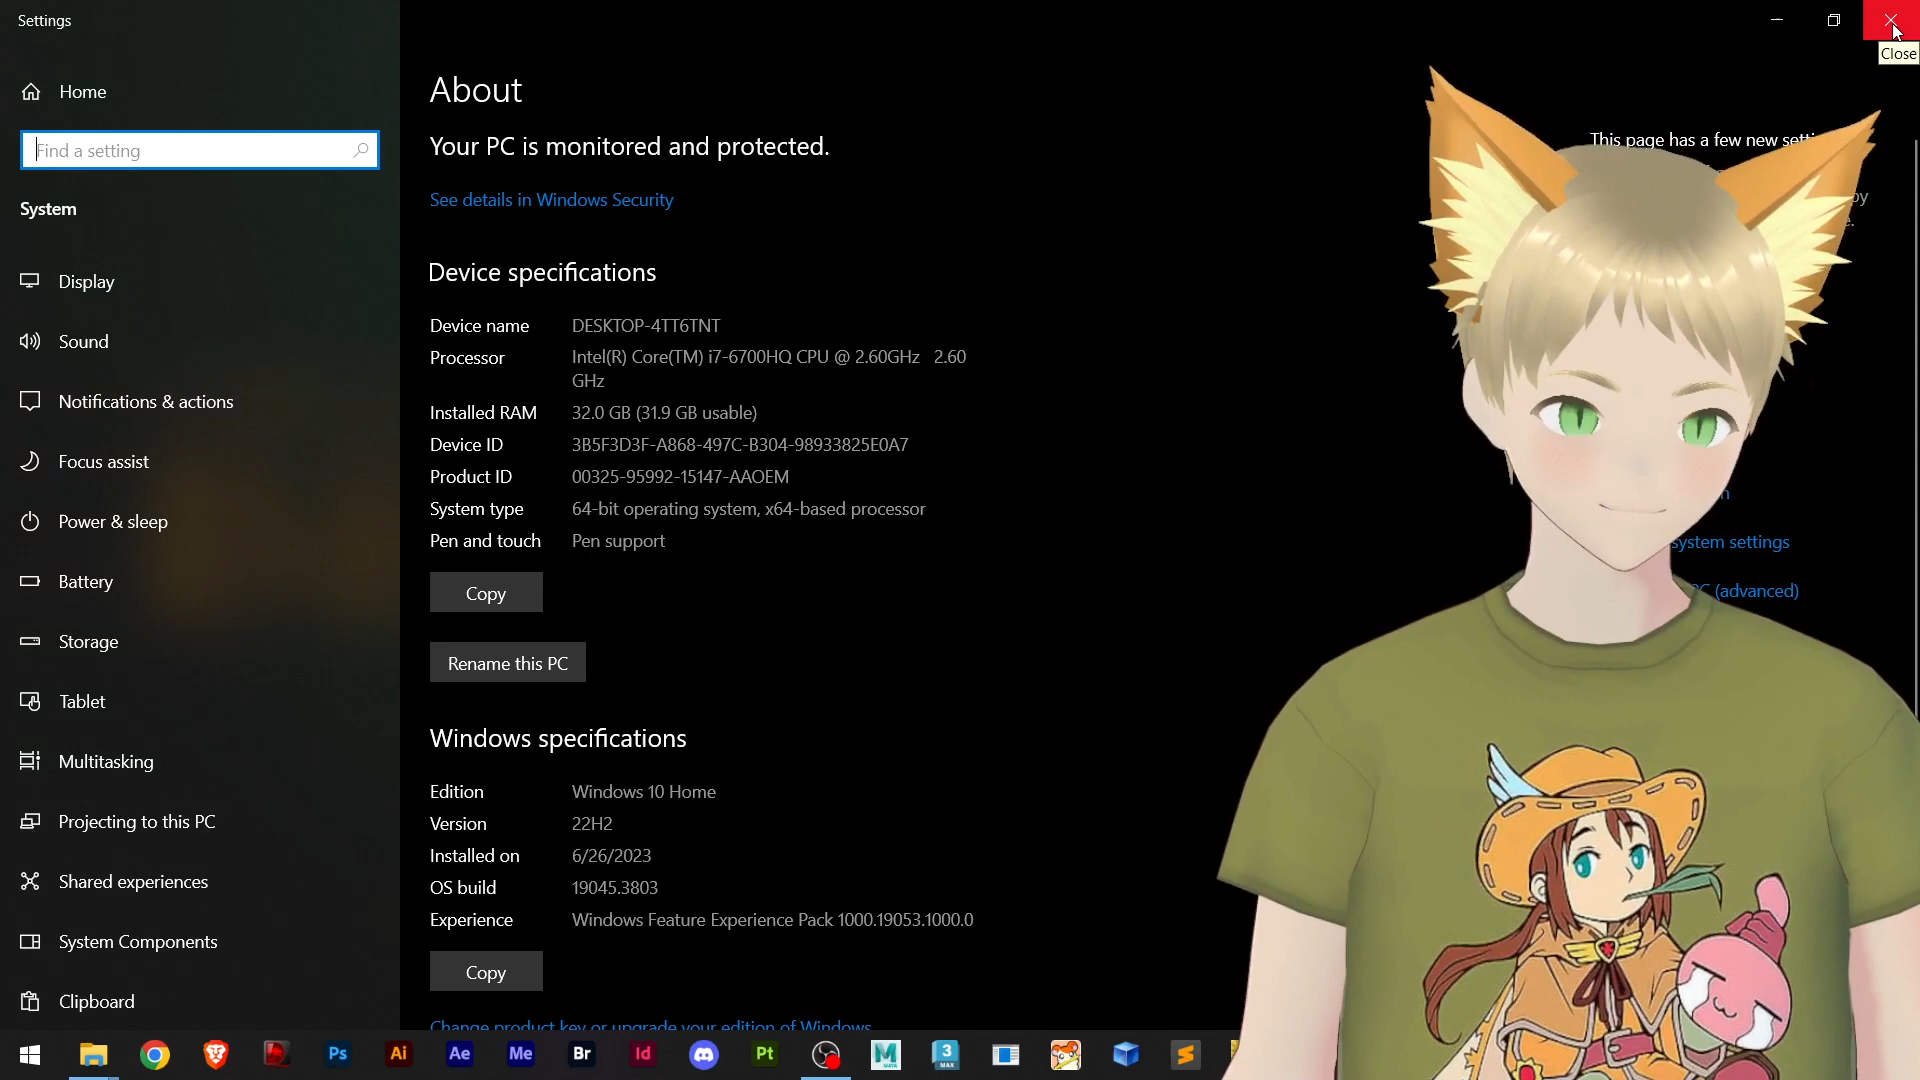 Settings
Close
Home
Find a setting
System
Display
Sound
Notifications & actions
Focus assist
Power & sleep
Battery
Storage
Tablet
Multitasking
Projecting to this PC
Shared experiences
System Components
Clipboard
About
Your PC is monitored and protected.
See details in Windows Security
Device specifications
Device name DESKTOP-4TT6TNT
Processor Intel(R) Core(TM) i7-6700HQ CPU @ 2.60GHz 2.60
GHz
Installed RAM 32.0 GB (31.9 GB usable)
Device ID 3B5F3D3F-A868-497C-B304-98933825E0A7
Product ID 00325-95992-15147-AAOEM
System type 64-bit operating system, x64-based processor
Pen and touch Pen support
Copy
Rename this PC
Windows specifications
Edition Windows 10 Home
Version 22H2
Installed on 6/26/2023
OS build 19045.3803
Experience Windows Feature Experience Pack 1000.19053.1000.0
Copy
Change product key or upgrade your edition of Windows
This page has a few new
system settings
(advanced)
Ps
Ai
Ae
Me
Br
Id
Pt
M
3
MAX